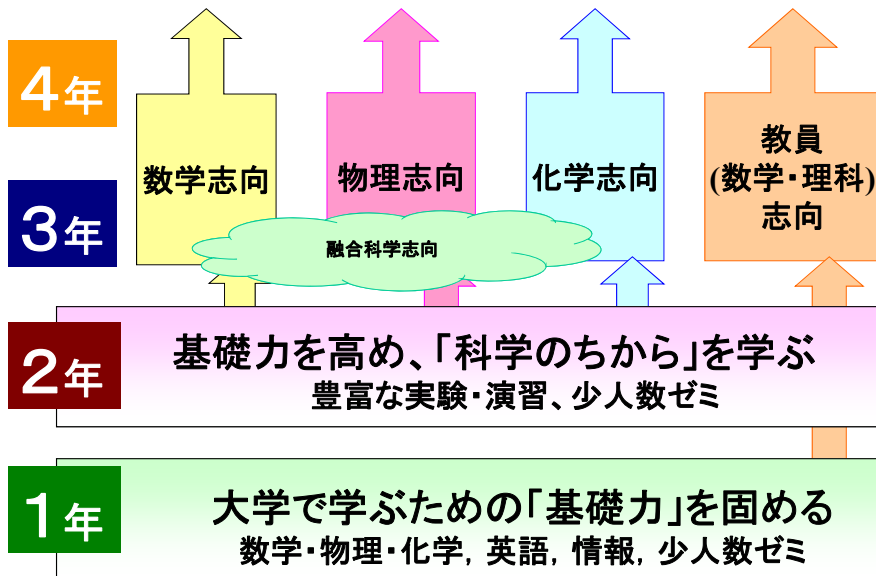 4年
数学志向
物理志向
化学志向
教員
(数学・理科)
志向
3年
融合科学志向
2年
基礎力を高め、「科学のちから」を学ぶ
豊富な実験・演習、少人数ゼミ
1年
大学で学ぶための「基礎力」を固める
数学・物理・化学, 英語, 情報, 少人数ゼミ